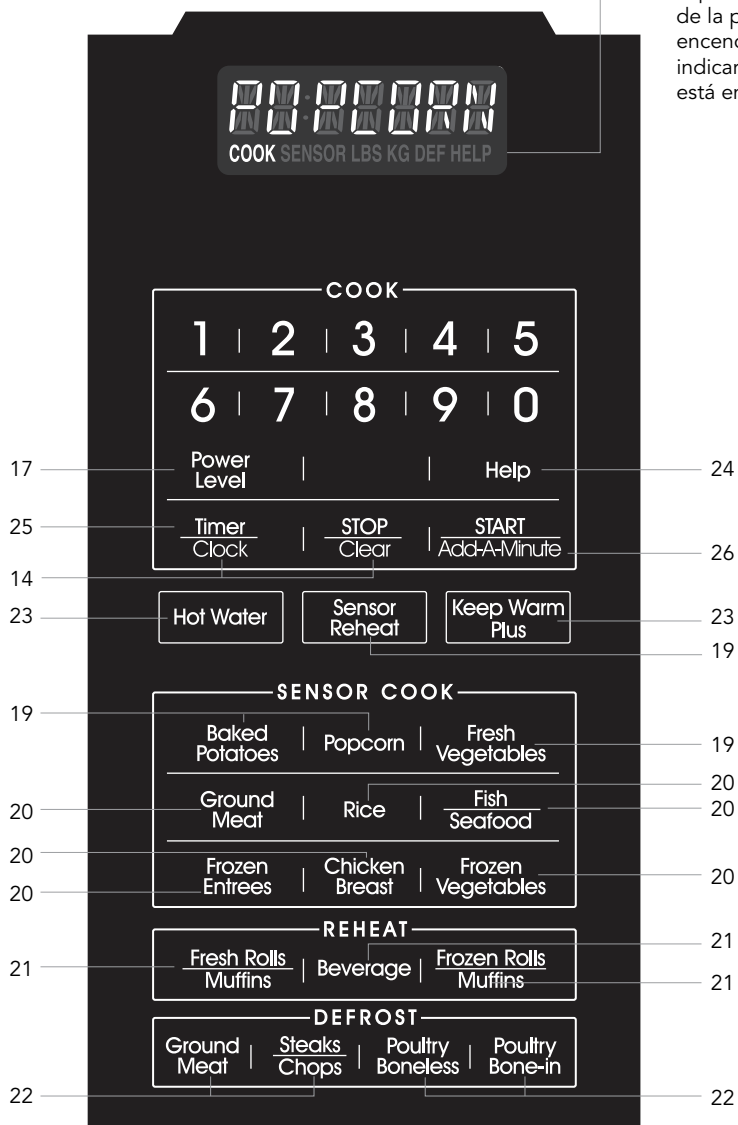 de la
está
POPCORN
COOK SENSOR LBS KG DEF HELP
COOK
1 | 2 | 3 | 4 | 5
6 | 7 | 8 | 9 | 0
17 Power | | Help 24
Level
25 Timer | STOP | START
Clock Clear Add-A-Minute 26
14
23 Hot Water Sensor Keep Warm 23
Reheat Plus
19
SENSOR COOK
19
Baked | Popcorn | Fresh 19
Potatoes Vegetables
20
20 Ground | Rice | Fish 20
Meat Seafood
20
20 Frozen | Chicken | Frozen 20
Entrees Breast Vegetables
REHEAT
21
21 Fresh Rolls | Beverage | Frozen Rolls 21
Muffins Muffins
DEFROST
Ground | Steaks | Poultry | Poultry
Meat Chops Boneless Bone-in
22 22